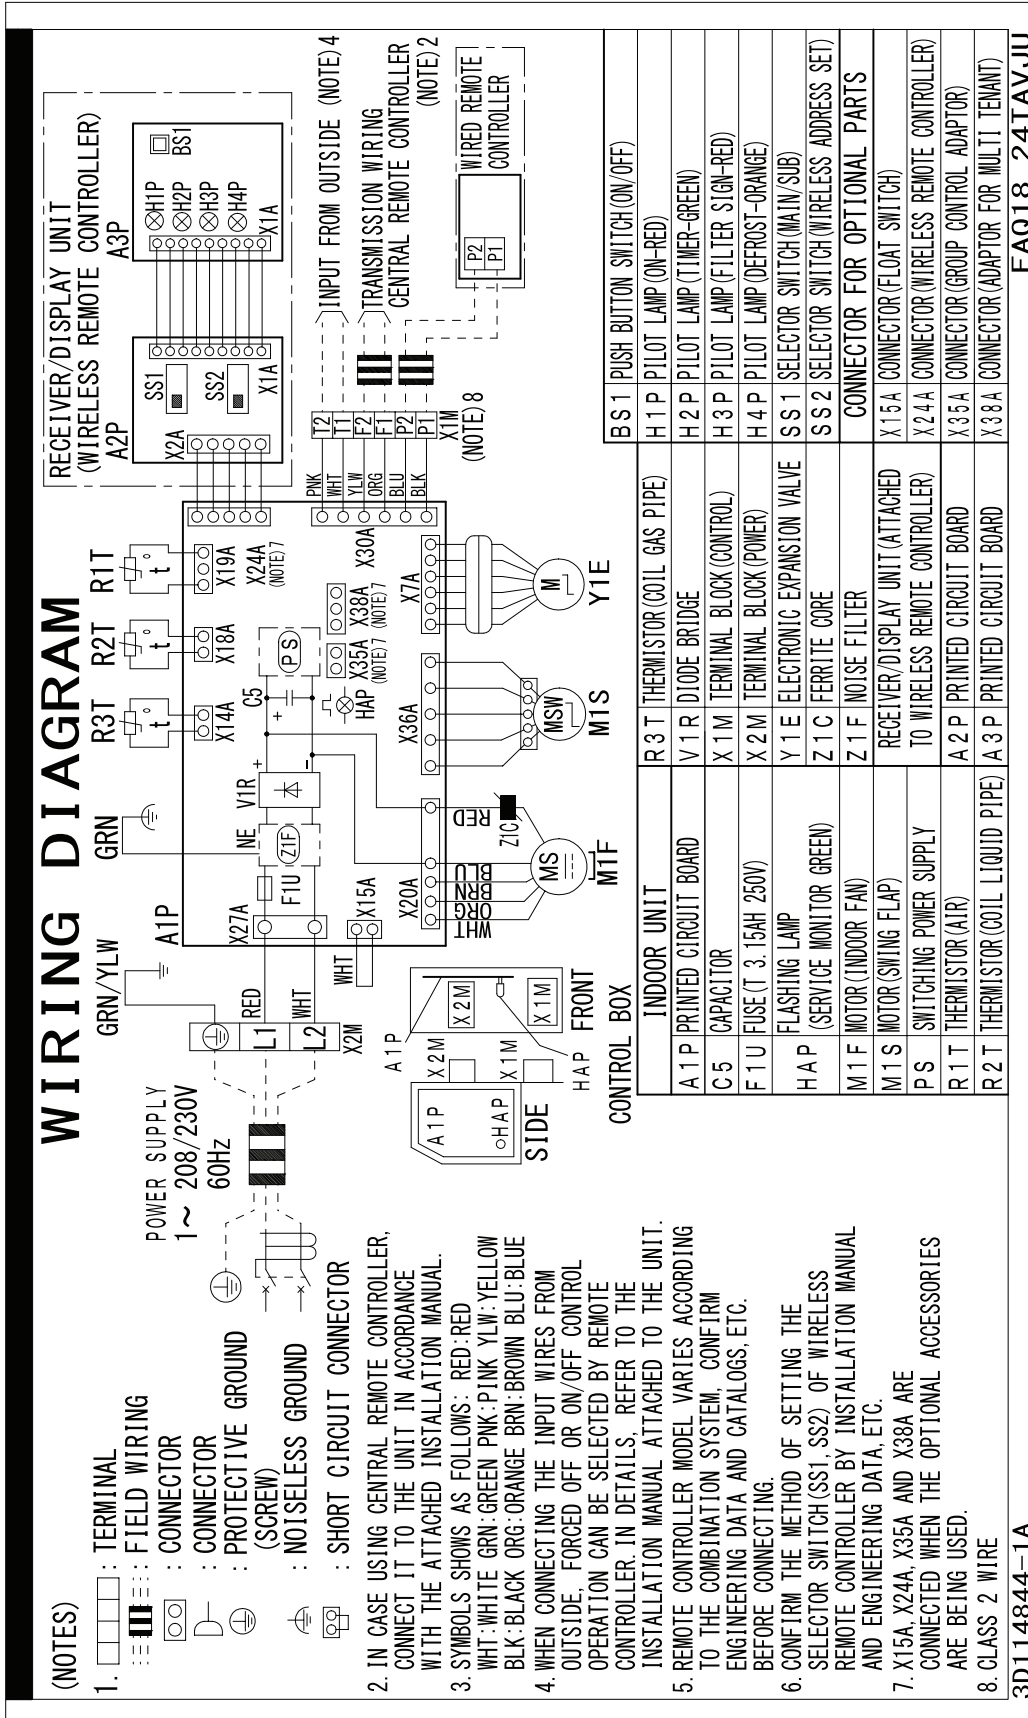 WIRING DIAGRAM
(NOTES)
1.
: TERMINAL
: FIELD WIRING
: CONNECTOR
: CONNECTOR
: PROTECTIVE GROUND
(SCREW)
: NOISELESS GROUND
: SHORT CIRCUIT CONNECTOR
2. IN CASE USING CENTRAL REMOTE CONTROLLER,
CONNECT IT TO THE UNIT IN ACCORDANCE
WITH THE ATTACHED INSTALLATION MANUAL.
3. SYMBOLS SHOWS AS FOLLOWS: RED:RED
WHT:WHITE GRN:GREEN PNK:PINK YLW:YELLOW
BLK:BLACK ORG:ORANGE BRN:BROWN BLU:BLUE
4. WHEN CONNECTING THE INPUT WIRES FROM
OUTSIDE, FORCED OFF OR ON/OFF CONTROL
OPERATION CAN BE SELECTED BY REMOTE
CONTROLLER. IN DETAILS, REFER TO THE
INSTALLATION MANUAL ATTACHED TO THE UNIT.
5. REMOTE CONTROLLER MODEL VARIES ACCORDING
TO THE COMBINATION SYSTEM, CONFIRM
ENGINEERING DATA AND CATALOGS, ETC.
BEFORE CONNECTING.
6. CONFIRM THE METHOD OF SETTING THE
SELECTOR SWITCH (SS1, SS2) OF WIRELESS
REMOTE CONTROLLER BY INSTALLATION MANUAL
AND ENGINEERING DATA, ETC.
7. X15A, X24A, X35A AND X38A ARE
CONNECTED WHEN THE OPTIONAL ACCESSORIES
ARE BEING USED.
8. CLASS 2 WIRE
3D114844-1A
POWER SUPPLY
1~ 208/230V
60Hz
GRN/YLW
GRN
RED
WHT
L1
L2
X2M
A1P
X27A
F1U
NE
Z1F
V1R
+
-
C5
+
PS
HAP
WHT
X15A
R3T
R2T
R1T
t°
t°
t°
X14A
X18A
X19A
X24A
(NOTE) 7
X35A
(NOTE) 7
X38A
(NOTE) 7
X30A
X20A
X36A
X7A
WHT
ORG
BRN
BLU
RED
Z1C
MS
M1F
MSW
M1S
M
Y1E
RECEIVER/DISPLAY UNIT
(WIRELESS REMOTE CONTROLLER)
A2P
A3P
X2A
SS1
SS2
X1A
X1A
H1P
H2P
H3P
H4P
BS1
PNK
WHT
YLW
ORG
BLU
BLK
T2
T1
F2
F1
P2
P1
X1M
(NOTE) 8
INPUT FROM OUTSIDE (NOTE) 4
TRANSMISSION WIRING
CENTRAL REMOTE CONTROLLER
(NOTE) 2
P2
P1
WIRED REMOTE
CONTROLLER
A1P
HAP
SIDE
X2M
X1M
A1P
X2M
X1M
HAP
FRONT
CONTROL BOX
INDOOR UNIT
A1P PRINTED CIRCUIT BOARD
C5 CAPACITOR
F1U FUSE (T 3.15AH 250V)
HAP FLASHING LAMP
(SERVICE MONITOR GREEN)
M1F MOTOR (INDOOR FAN)
M1S MOTOR (SWING FLAP)
PS SWITCHING POWER SUPPLY
R1T THERMISTOR (AIR)
R2T THERMISTOR (COIL LIQUID PIPE)
R3T THERMISTOR (COIL GAS PIPE)
V1R DIODE BRIDGE
X1M TERMINAL BLOCK (CONTROL)
X2M TERMINAL BLOCK (POWER)
Y1E ELECTRONIC EXPANSION VALVE
Z1C FERRITE CORE
Z1F NOISE FILTER
RECEIVER/DISPLAY UNIT (ATTACHED
TO WIRELESS REMOTE CONTROLLER)
A2P PRINTED CIRCUIT BOARD
A3P PRINTED CIRCUIT BOARD
BS1 PUSH BUTTON SWITCH (ON/OFF)
H1P PILOT LAMP (ON-RED)
H2P PILOT LAMP (TIMER-GREEN)
H3P PILOT LAMP (FILTER SIGN-RED)
H4P PILOT LAMP (DEFROST-ORANGE)
SS1 SELECTOR SWITCH (MAIN/SUB)
SS2 SELECTOR SWITCH (WIRELESS ADDRESS SET)
CONNECTOR FOR OPTIONAL PARTS
X15A CONNECTOR (FLOAT SWITCH)
X24A CONNECTOR (WIRELESS REMOTE CONTROLLER)
X35A CONNECTOR (GROUP CONTROL ADAPTOR)
X38A CONNECTOR (ADAPTOR FOR MULTI TENANT)
FAQ18_24TAVJU